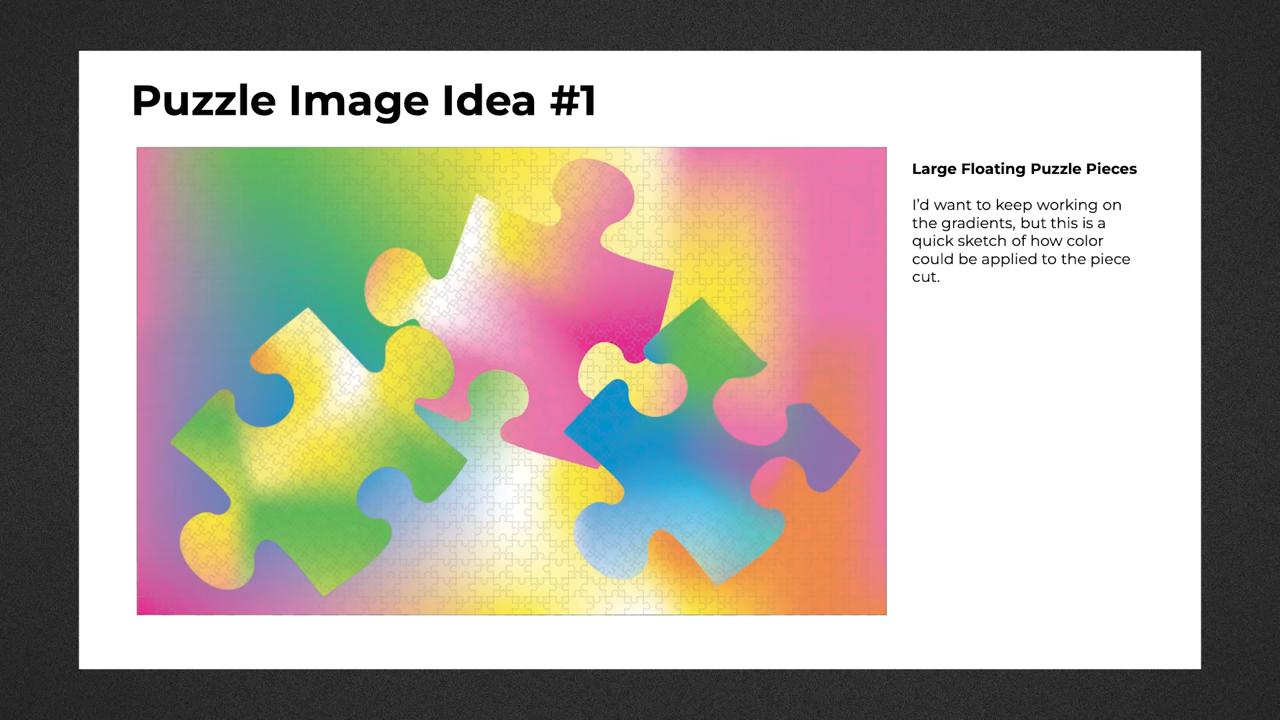 Puzzle Image Idea #1
Large Floating Puzzle Pieces
I'd want to keep working on
the gradients, but this is a
quick sketch of how color
could be applied to the piece
cut.